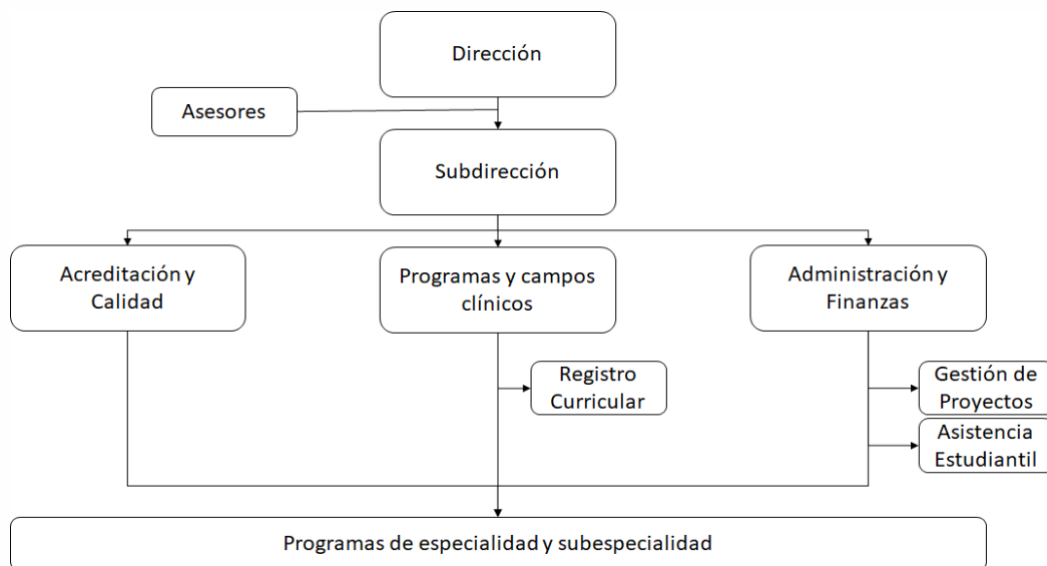 Dirección
Asesores
Subdirección
Acreditación y
Calidad
Programas y campos
clínicos
Administración y
Finanzas
Registro
Curricular
Gestión de
Proyectos
Asistencia
Estudiantil
Programas de especialidad y subespecialidad